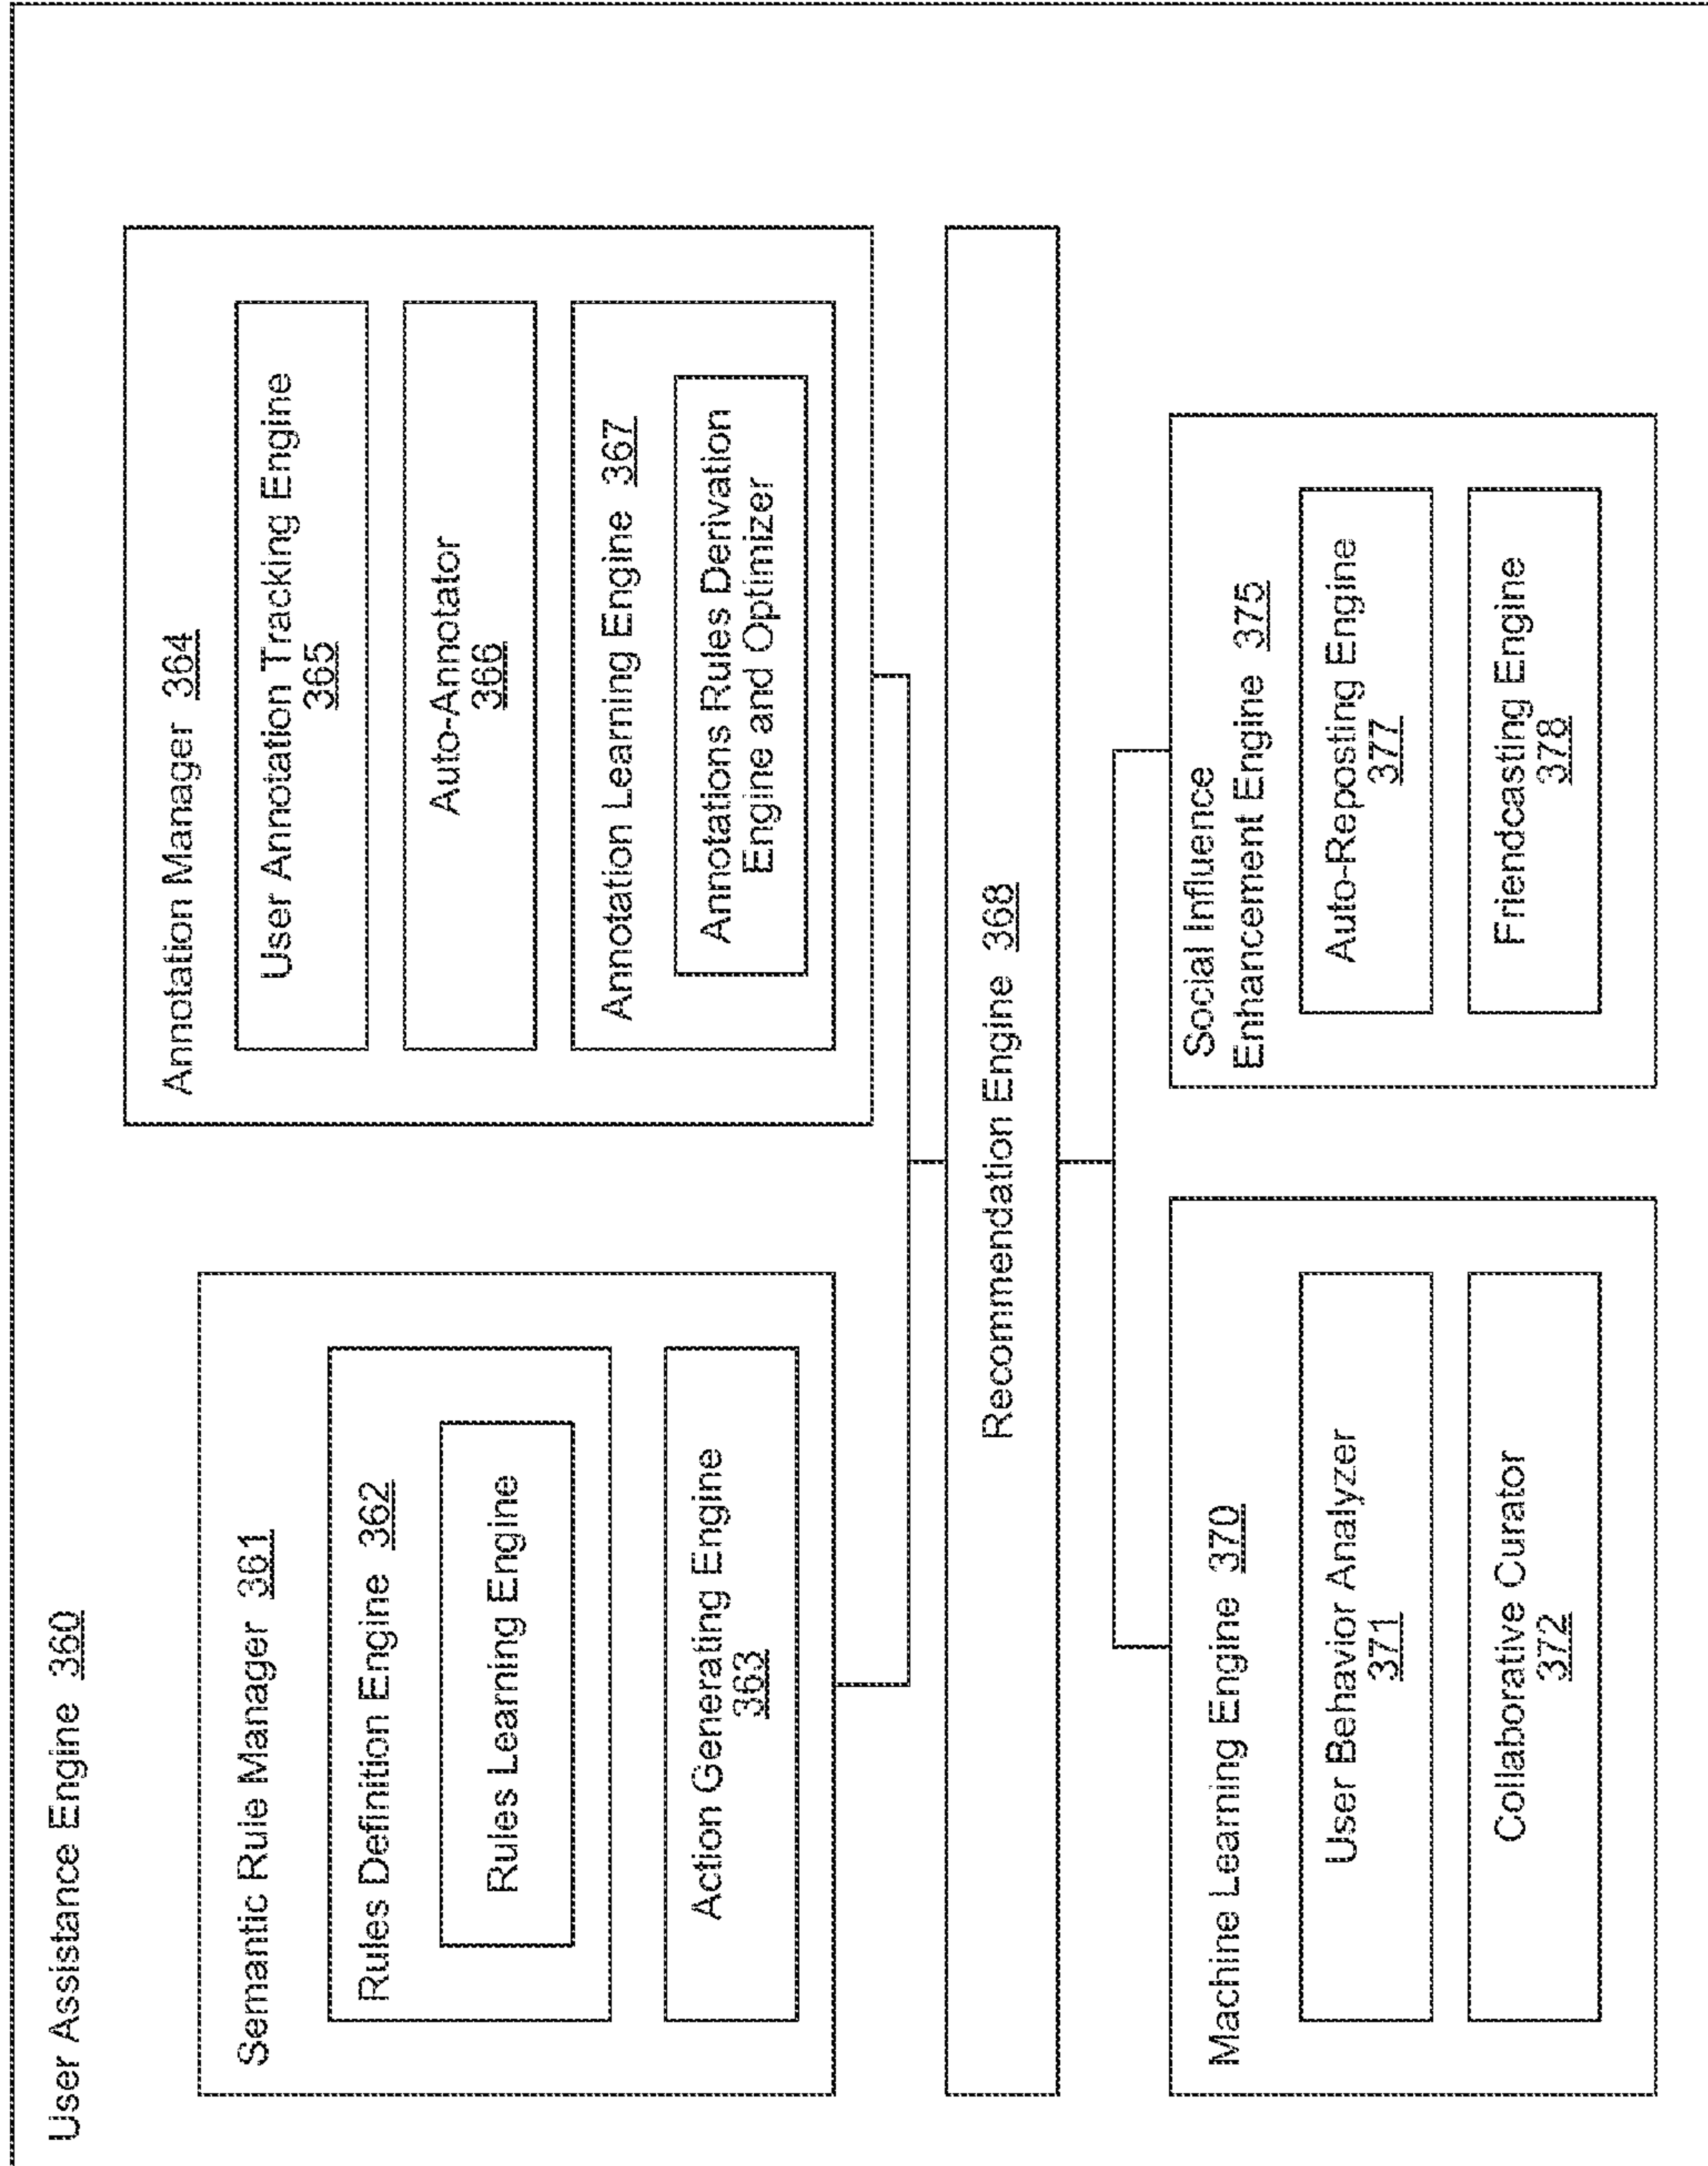 User Assistance Engine 360
Semantic Rule Manager 361
Rules Definition Engine 362
Rules Learning Engine
Action Generating Engine
363
Annotation Manager 364
User Annotation Tracking Engine
365
Auto-Annotator
366
Annotation Learning Engine 367
Annotations Rules Derivation
Engine and Optimizer
Recommendation Engine 368
Machine Learning Engine 370
User Behavior Analyzer
371
Collaborative Curator
372
Social Influence
Enhancement Engine 375
Auto-Reposting Engine
377
Friendcasting Engine
378